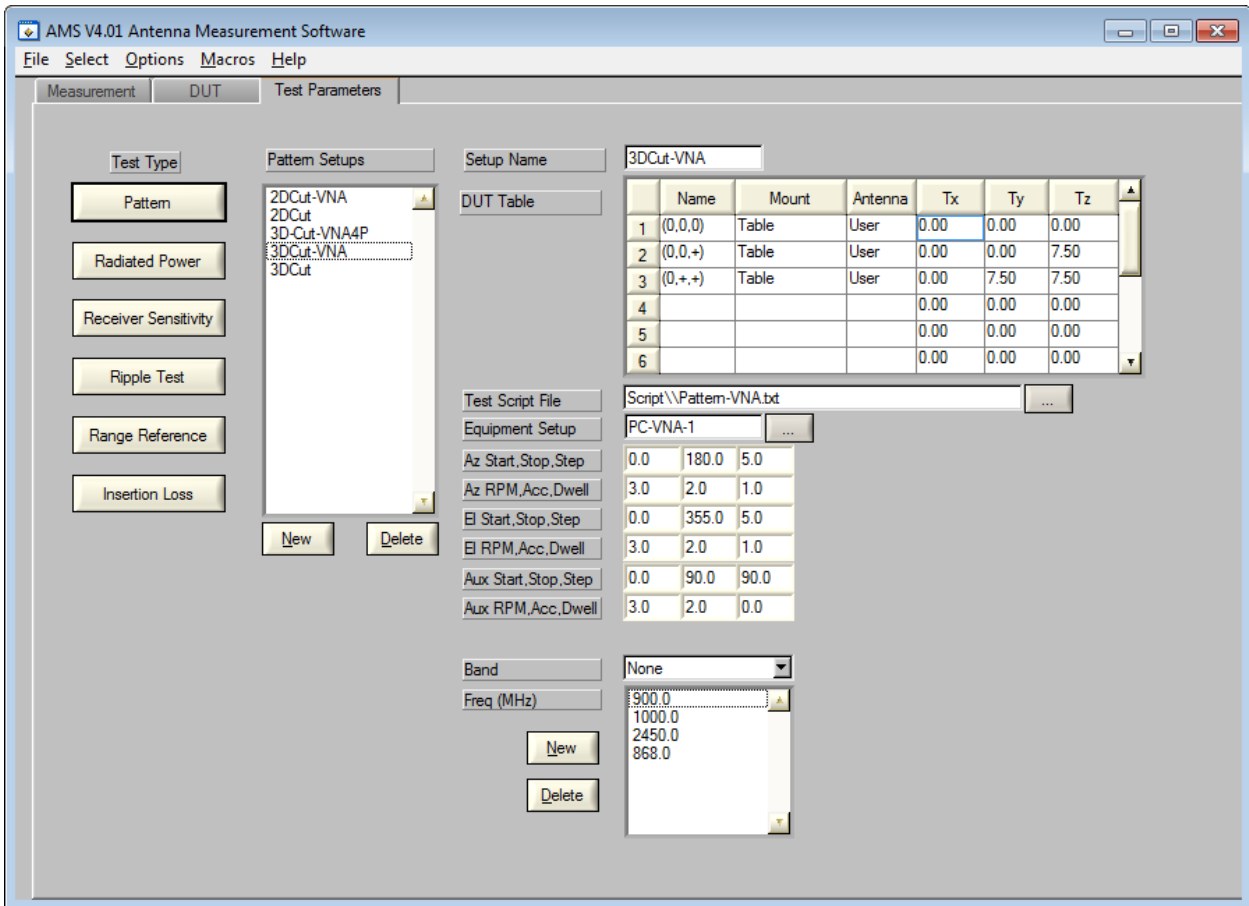 AMS V4.01 Antenna Measurement Software
File Select Options Macros Help
Measurement DUT Test Parameters
Test Type
Pattern
Radiated Power
Receiver Sensitivity
Ripple Test
Range Reference
Insertion Loss
Pattern Setups
2DCut-VNA
2DCut
3D-Cut-VNA4P
3DCut-VNA
3DCut
New Delete
Setup Name 3DCut-VNA
DUT Table
Name Mount Antenna Tx Ty Tz
1 (0,0,0) Table User 0.00 0.00 0.00
2 (0,0,+) Table User 0.00 0.00 7.50
3 (0,+,+) Table User 0.00 7.50 7.50
4 0.00 0.00 0.00
5 0.00 0.00 0.00
6 0.00 0.00 0.00
Test Script File Script\\Pattern-VNA.txt ...
Equipment Setup PC-VNA-1 ...
Az Start,Stop,Step 0.0 180.0 5.0
Az RPM,Acc,Dwell 3.0 2.0 1.0
El Start,Stop,Step 0.0 355.0 5.0
El RPM,Acc,Dwell 3.0 2.0 1.0
Aux Start,Stop,Step 0.0 90.0 90.0
Aux RPM,Acc,Dwell 3.0 2.0 0.0
Band None
Freq (MHz)
900.0
1000.0
2450.0
868.0
New
Delete